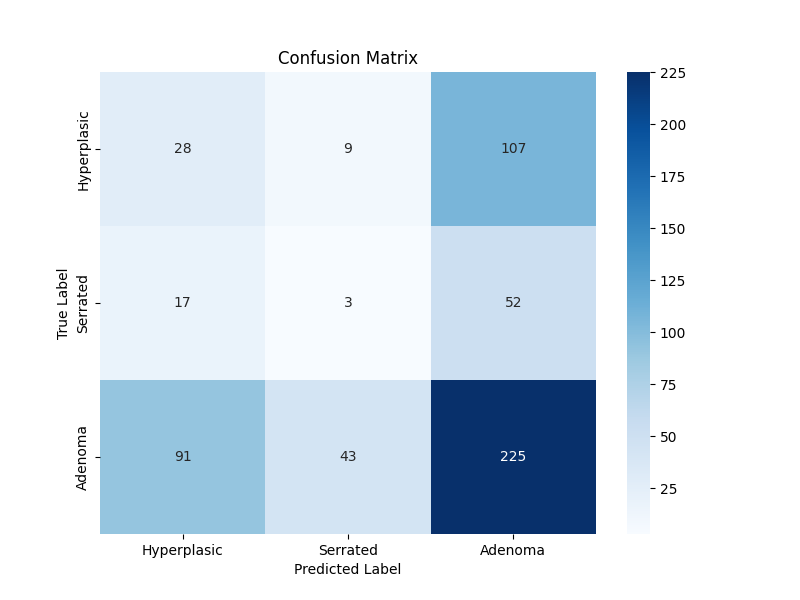 Confusion Matrix
True Label
Hyperplasic
28 9 107
Serrated
17 3 52
Adenoma
91 43 225
Hyperplasic Serrated Adenoma
Predicted Label
225
200
175
150
125
100
75
50
25